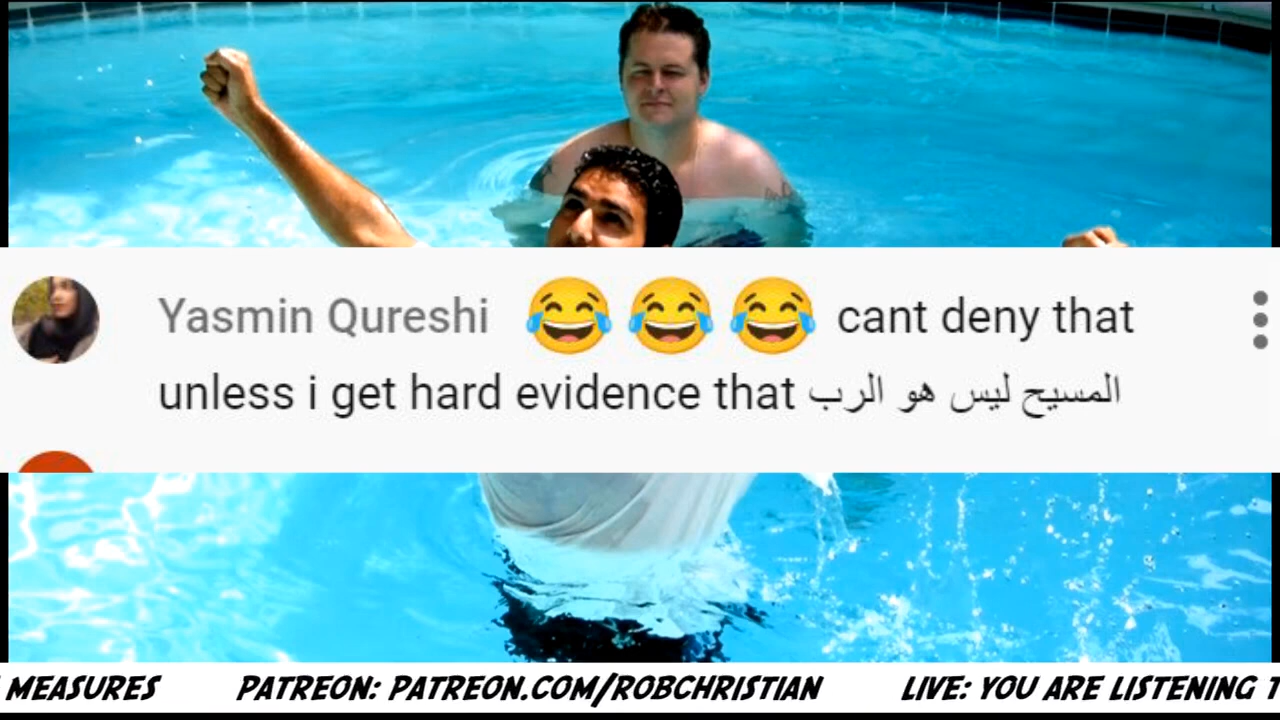 Yasmin Qureshi 😂😂😂 cant deny that
unless i get hard evidence that المسيح ليس هو الرب
MEASURES PATREON: PATREON.COM/ROBCHRISTIAN LIVE: YOU ARE LISTENING